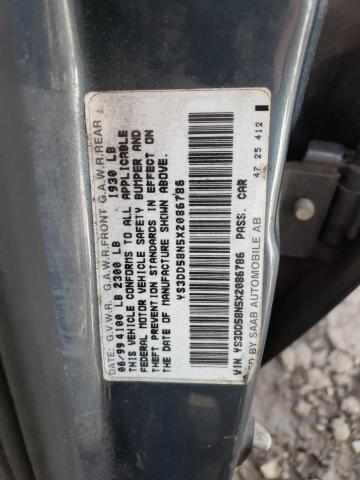 DATE: G.V.W.R. G.A.W.R.FRONT G.A.W.R.REAR
06/99 4100 LB 2300 LB 1930 LB
THIS VEHICLE CONFORMS TO ALL APPLICABLE
FEDERAL MOTOR VEHICLE SAFETY BUMPER AND
THEFT PREVENTION STANDARDS IN EFFECT ON
THE DATE OF MANUFACTURE SHOWN ABOVE.
YS3DD58N5X2086786
VIN YS3DD58N5X2086786 PASS. CAR
47 25 412
ED BY SAAB AUTOMOBILE AB